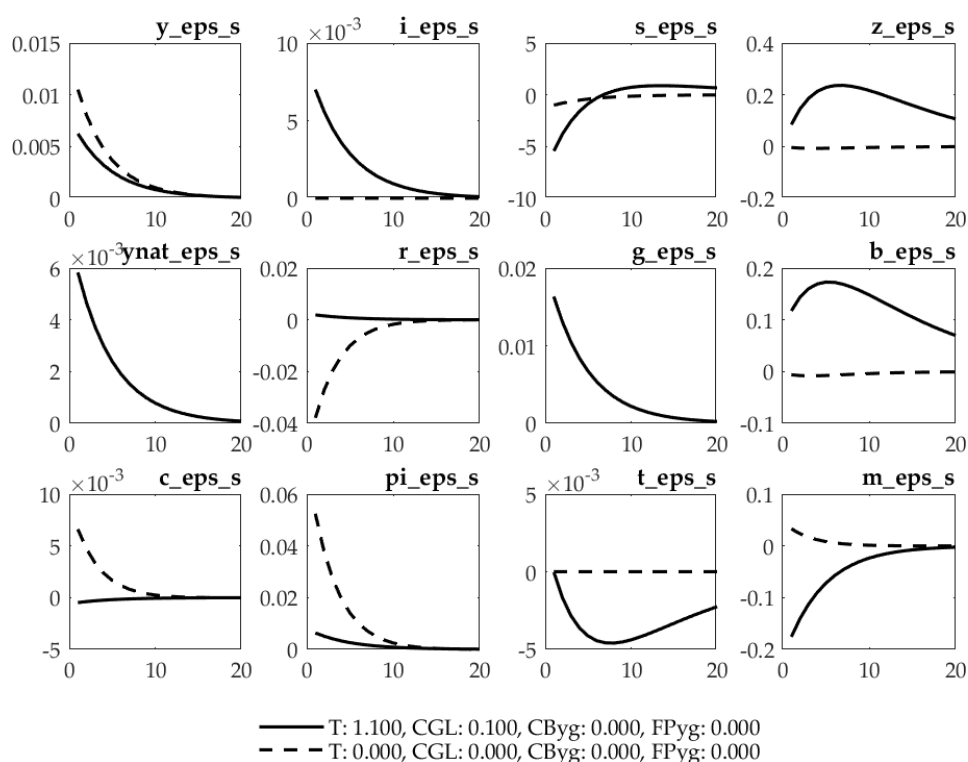 y_eps_s
0.015
0.01
0.005
0
0 10 20
i_eps_s
×10⁻³
10
5
0
0 10 20
s_eps_s
5
0
-5
-10
0 10 20
z_eps_s
0.4
0.2
0
-0.2
0 10 20
ynat_eps_s
×10⁻³
6
4
2
0
0 10 20
r_eps_s
0.02
0
-0.02
-0.04
0 10 20
g_eps_s
0.02
0.01
0
0 10 20
b_eps_s
0.2
0.1
0
-0.1
0 10 20
c_eps_s
×10⁻³
10
5
0
-5
0 10 20
pi_eps_s
0.06
0.04
0.02
0
0 10 20
t_eps_s
×10⁻³
5
0
-5
0 10 20
m_eps_s
0.1
0
-0.1
-0.2
0 10 20
T: 1.100, CGL: 0.100, CByg: 0.000, FPyg: 0.000
T: 0.000, CGL: 0.000, CByg: 0.000, FPyg: 0.000